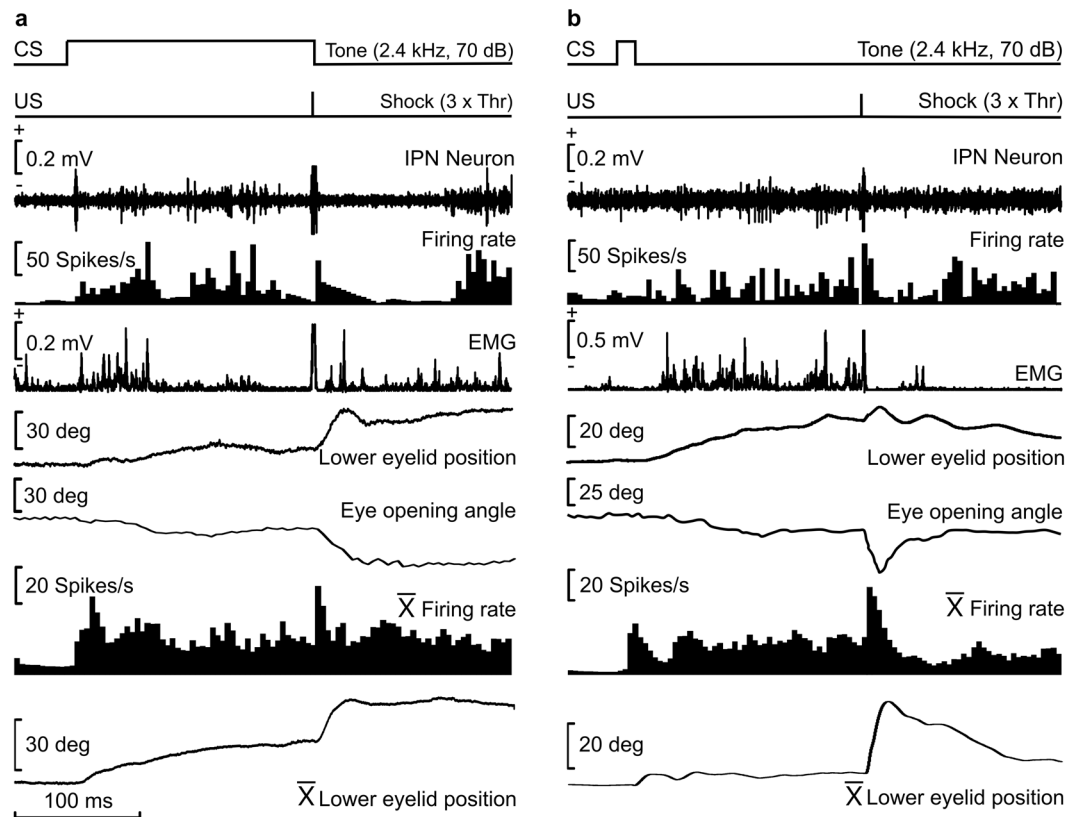 a
CS
Tone (2.4 kHz, 70 dB)
US
Shock (3 x Thr)
+
0.2 mV
-
IPN Neuron
Firing rate
50 Spikes/s
+
0.2 mV
-
EMG
30 deg
Lower eyelid position
30 deg
Eye opening angle
20 Spikes/s
X̅ Firing rate
30 deg
X̅ Lower eyelid position
100 ms
b
CS
Tone (2.4 kHz, 70 dB)
US
Shock (3 x Thr)
+
0.2 mV
-
IPN Neuron
Firing rate
50 Spikes/s
+
0.5 mV
-
EMG
20 deg
Lower eyelid position
25 deg
Eye opening angle
20 Spikes/s
X̅ Firing rate
20 deg
X̅ Lower eyelid position